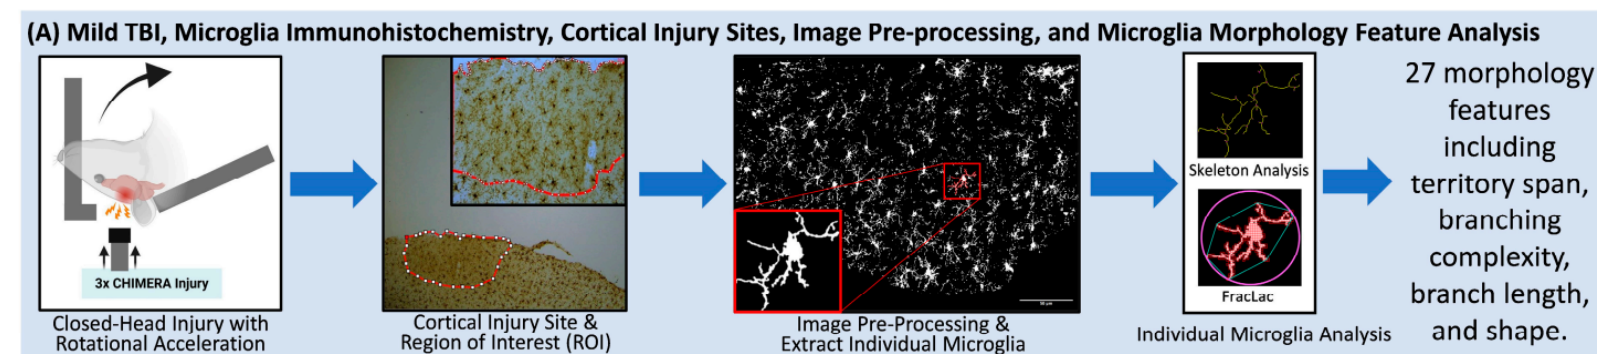 (A) Mild TBI, Microglia Immunohistochemistry, Cortical Injury Sites, Image Pre-processing, and Microglia Morphology Feature Analysis
3x CHIMERA Injury
Closed-Head Injury with
Rotational Acceleration
Cortical Injury Site &
Region of Interest (ROI)
Image Pre-Processing &
Extract Individual Microglia
Skeleton Analysis
FracLac
Individual Microglia Analysis
27 morphology
features
including
territory span,
branching
complexity,
branch length,
and shape.